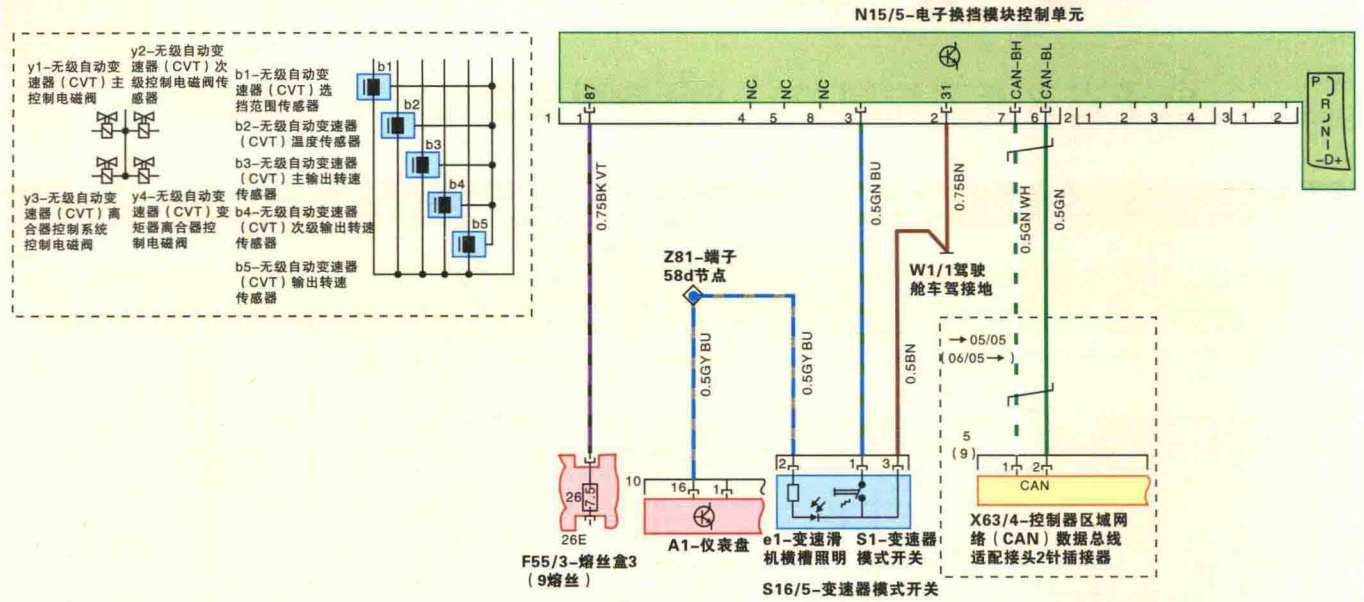 N15/5-电子换挡模块控制单元
y1-无级自动变
速器（CVT）主
控制电磁阀
y2-无级自动变
速器（CVT）次
级控制电磁阀传
感器
y3-无级自动变
速器（CVT）离
合器控制系统
控制电磁阀
y4-无级自动变
速器（CVT）变
矩器离合器控
制电磁阀
b1-无级自动变
速器（CVT）选
挡范围传感器
b2-无级自动变速器
（CVT）温度传感器
b3-无级自动变速器
（CVT）主输出转速
传感器
b4-无级自动变速器
（CVT）次级输出转速
传感器
b5-无级自动变速器
（CVT）输出转速
传感器
b1
b2
b3
b4
b5
87
NC
NC
NC
31
CAN-BH
CAN-BL
P
R
N
-D+
1 1 4 5 8 3 2 7 6 2 1 2 3 4 3 1 2
0.75BK VT
0.5GN BU
0.75BN
0.5GN WH
0.5GN
Z81-端子
58d节点
W1/1驾驶
舱车驾接地
0.5GY BU
0.5GY BU
0.5BN
→05/05
（06/05→）
5
（9）
1 2
CAN
26
7.5
26E
10
16 1
2 1 3
F55/3-熔丝盒3
（9熔丝）
A1-仪表盘
e1-变速滑
机横槽照明
S1-变速器
模式开关
S16/5-变速器模式开关
X63/4-控制器区域网
络（CAN）数据总线
适配接头2针插接器